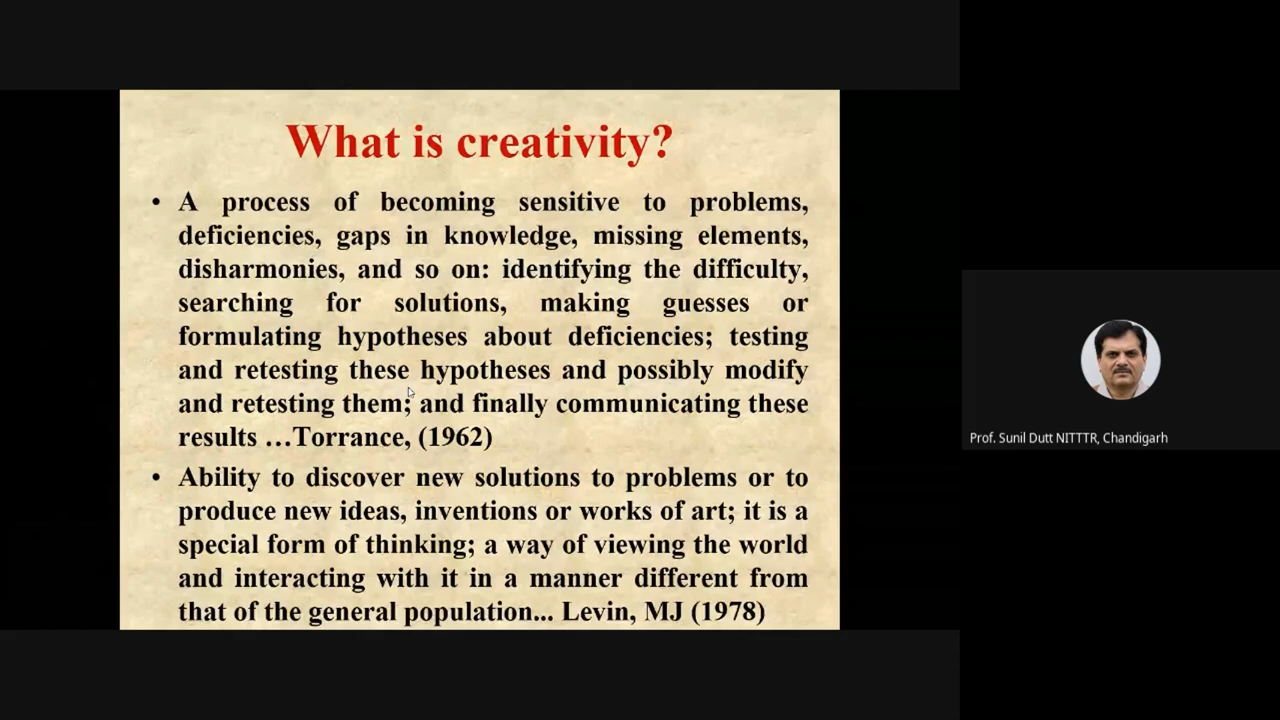 What is creativity?
• A process of becoming sensitive to problems,
deficiencies, gaps in knowledge, missing elements,
disharmonies, and so on: identifying the difficulty,
searching for solutions, making guesses or
formulating hypotheses about deficiencies; testing
and retesting these hypotheses and possibly modify
and retesting them; and finally communicating these
results …Torrance, (1962)
• Ability to discover new solutions to problems or to
produce new ideas, inventions or works of art; it is a
special form of thinking; a way of viewing the world
and interacting with it in a manner different from
that of the general population... Levin, MJ (1978)
Prof. Sunil Dutt NITTTR, Chandigarh